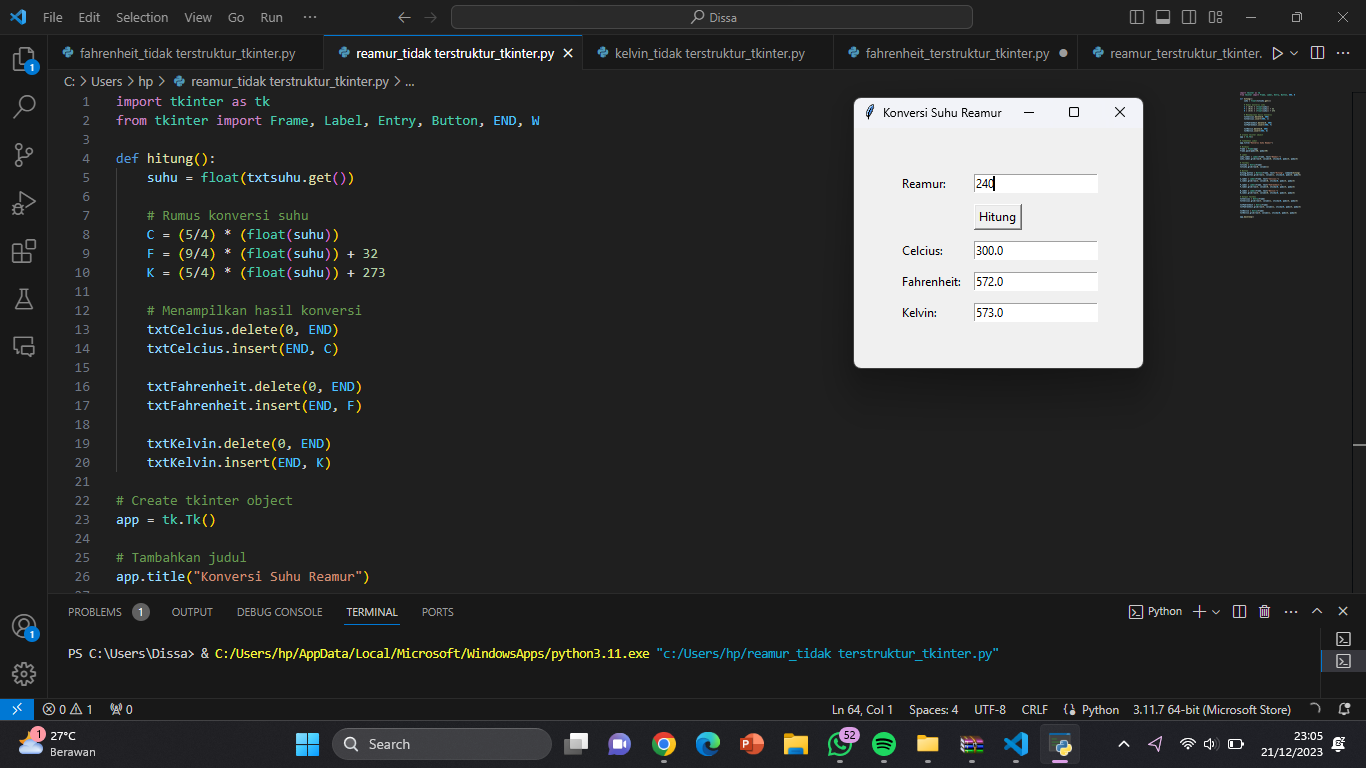 File Edit Selection View Go Run ··· Dissa
fahrenheit_tidak terstruktur_tkinter.py reamur_tidak terstruktur_tkinter.py kelvin_tidak terstruktur_tkinter.py fahrenheit_terstruktur_tkinter.py reamur_terstruktur_tkinter.
C: > Users > hp > reamur_tidak terstruktur_tkinter.py > ...
1 import tkinter as tk
2 from tkinter import Frame, Label, Entry, Button, END, W
3
4 def hitung():
5 suhu = float(txtsuhu.get())
6
7 # Rumus konversi suhu
8 C = (5/4) * (float(suhu))
9 F = (9/4) * (float(suhu)) + 32
10 K = (5/4) * (float(suhu)) + 273
11
12 # Menampilkan hasil konversi
13 txtCelcius.delete(0, END)
14 txtCelcius.insert(END, C)
15
16 txtFahrenheit.delete(0, END)
17 txtFahrenheit.insert(END, F)
18
19 txtKelvin.delete(0, END)
20 txtKelvin.insert(END, K)
21
22 # Create tkinter object
23 app = tk.Tk()
24
25 # Tambahkan judul
26 app.title("Konversi Suhu Reamur")
Konversi Suhu Reamur
Reamur: 240
Hitung
Celcius: 300.0
Fahrenheit: 572.0
Kelvin: 573.0
1
1
PROBLEMS 1 OUTPUT DEBUG CONSOLE TERMINAL PORTS Python
PS C:\Users\Dissa> & C:/Users/hp/AppData/Local/Microsoft/WindowsApps/python3.11.exe "c:/Users/hp/reamur_tidak terstruktur_tkinter.py"
0 1 0 Ln 64, Col 1 Spaces: 4 UTF-8 CRLF Python 3.11.7 64-bit (Microsoft Store)
1 27°C
Berawan
Search
52
23:05
21/12/2023